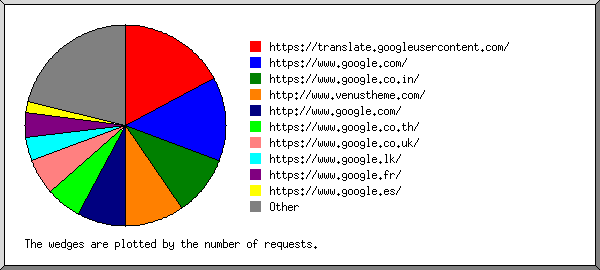 https://translate.googleusercontent.com/
https://www.google.com/
https://www.google.co.in/
http://www.venustheme.com/
http://www.google.com/
https://www.google.co.th/
https://www.google.co.uk/
https://www.google.lk/
https://www.google.fr/
https://www.google.es/
Other
The wedges are plotted by the number of requests.